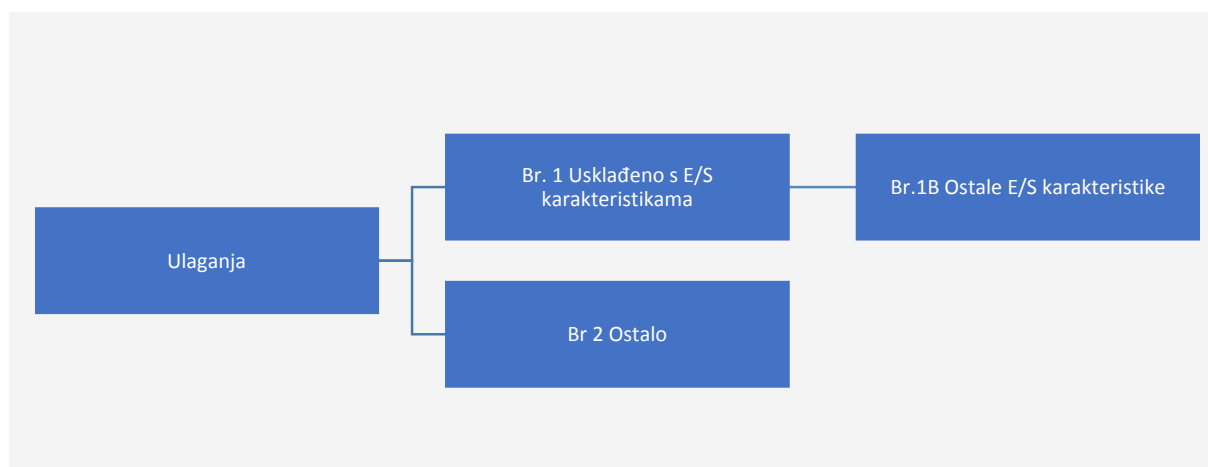 Br. 1 Usklađeno s E/S
karakteristikama
Br.1B Ostale E/S karakteristike
Ulaganja
Br 2 Ostalo